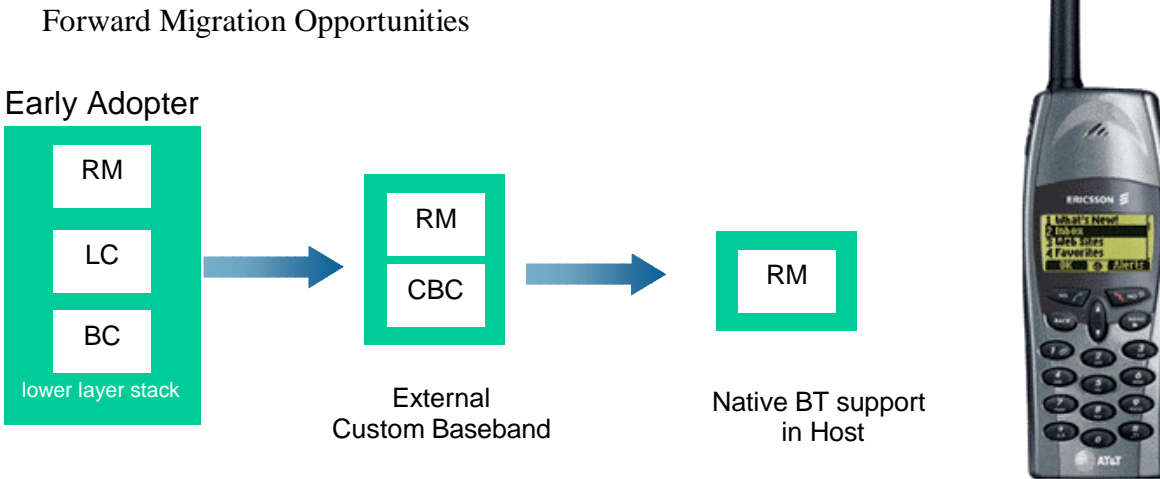 Forward Migration Opportunities
Early Adopter
RM
LC
BC
lower layer stack
RM
CBC
External
Custom Baseband
RM
Native BT support
in Host
ERICSSON
1 What's New!
2 Inbox
3 Web sites
4 Favorites
OK Alerts
BACK
AT&T